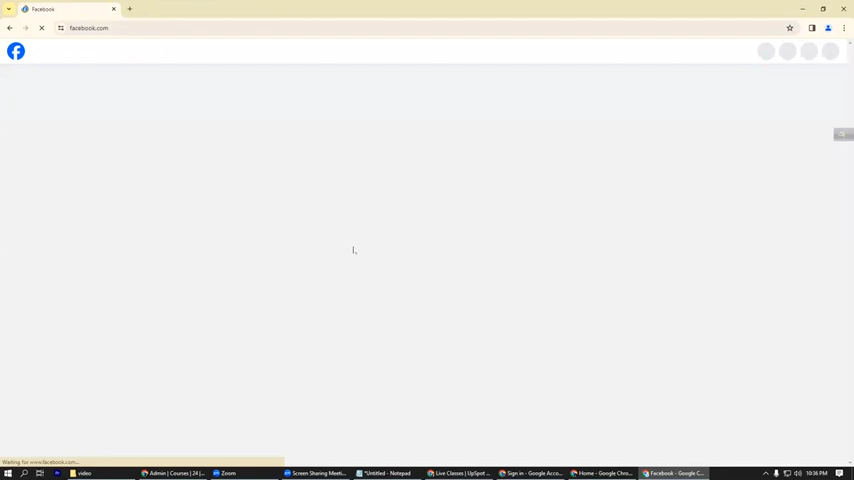 Facebook
facebook.com
Waiting for www.facebook.com...
video
Admin | Courses | 24 j...
Zoom
Screen Sharing Meeti...
*Untitled - Notepad
Live Classes | UpSpot ...
Sign in - Google Acco...
Home - Google Chro...
Facebook - Google C...
10:36 PM